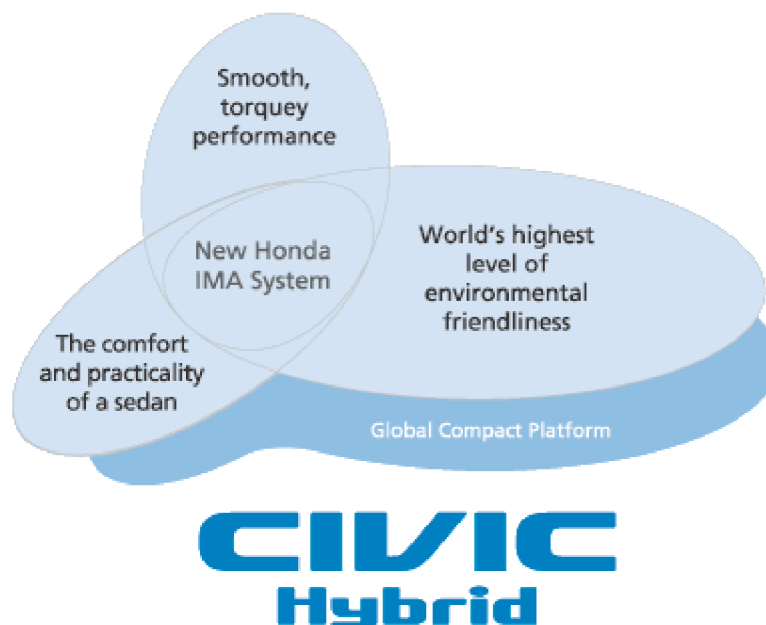 Smooth,
torquey
performance
New Honda
IMA System
World's highest
level of
environmental
friendliness
The comfort
and practicality
of a sedan
Global Compact Platform
CIVIC
Hybrid